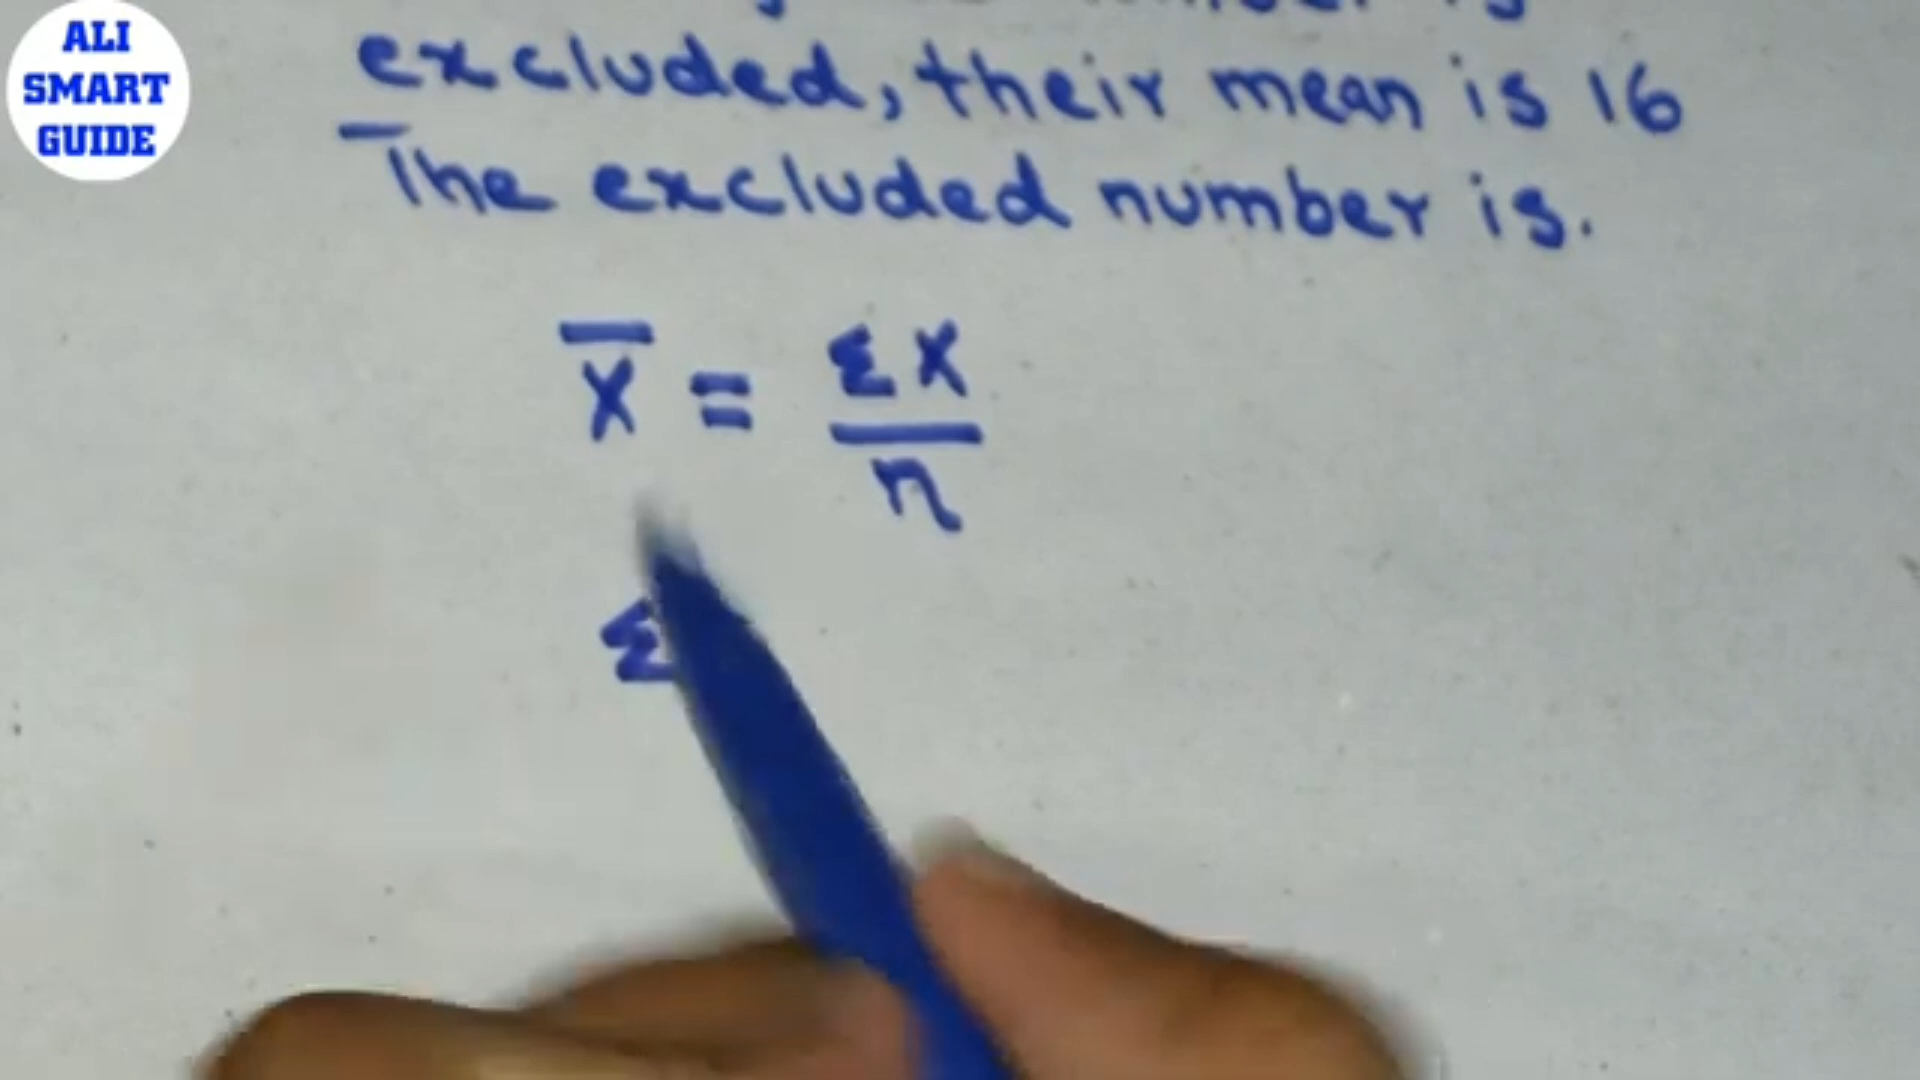 ALI
SMART
GUIDE
excluded, their mean is 16
The excluded number is.
x̄ = Σx
n
Σ